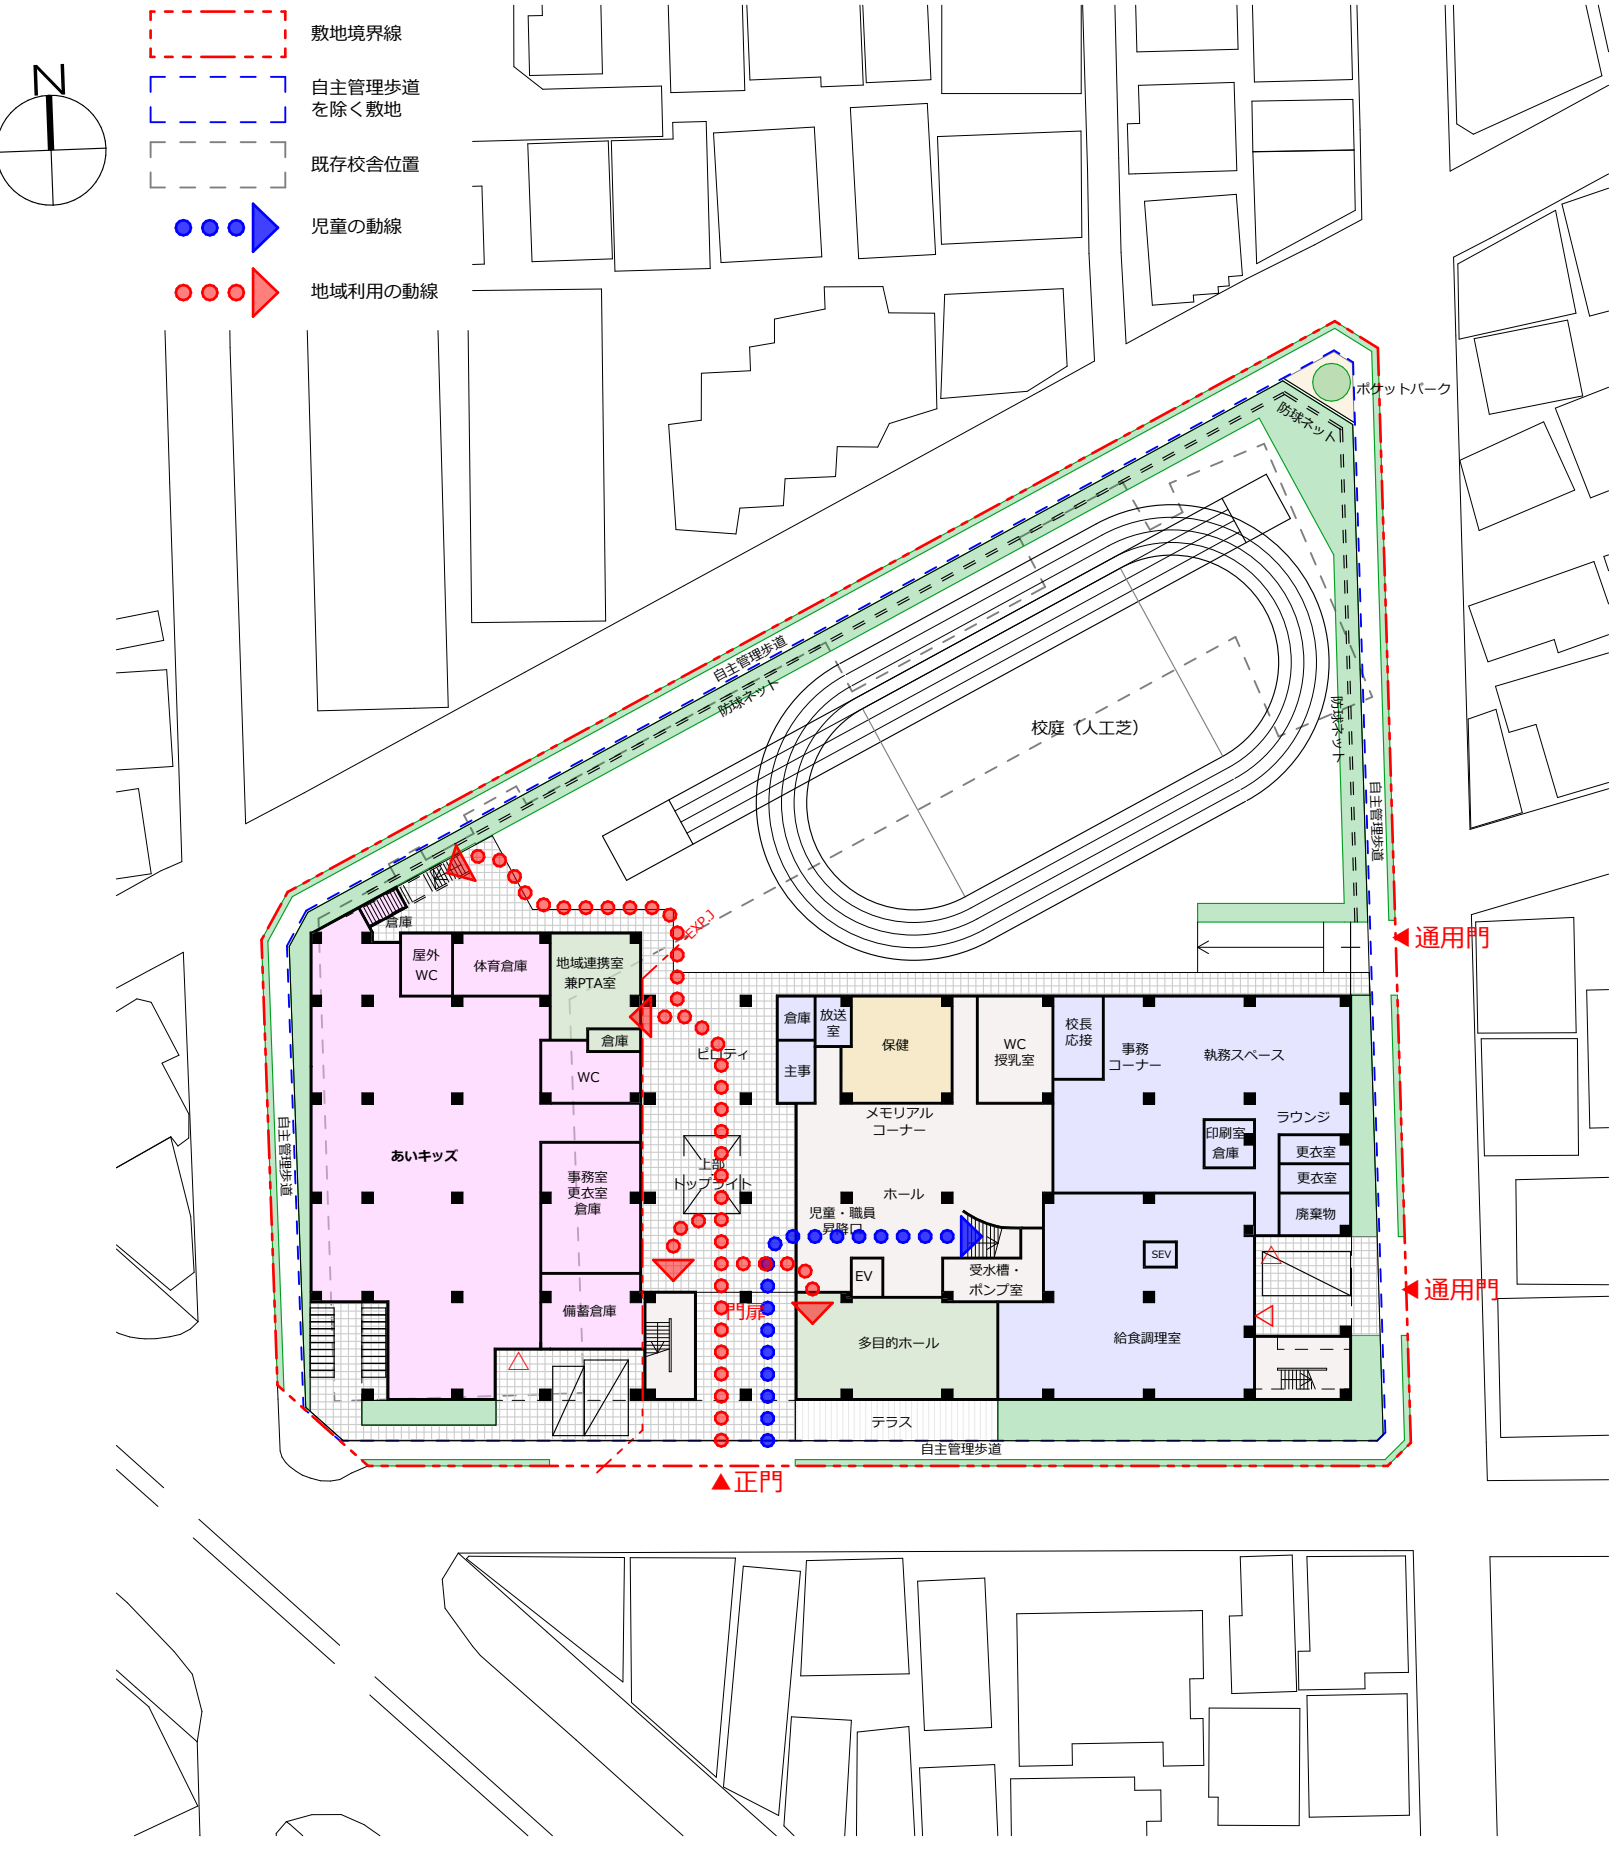 敷地境界線
N
自主管理歩道
を除く敷地
既存校舎位置
児童の動線
地域利用の動線
ポケットパーク
防球ネット
自主管理歩道
防球ネット
防球ネット
校庭（人工芝）
自主管理歩道
倉庫
EXP.J
通用門
屋外
WC
体育倉庫
地域連携室
兼PTA室
倉庫
WC
ピロティ
倉庫
放送
室
主事
保健
WC
授乳室
校長
応接
事務
コーナー
執務スペース
メモリアル
コーナー
ラウンジ
印刷室
倉庫
更衣室
更衣室
廃棄物
自主管理歩道
あいキッズ
事務室
更衣室
倉庫
上部
トップライト
ホール
児童・職員
昇降口
EV
受水槽・
ポンプ室
SEV
通用門
備蓄倉庫
門扉
多目的ホール
給食調理室
テラス
自主管理歩道
正門